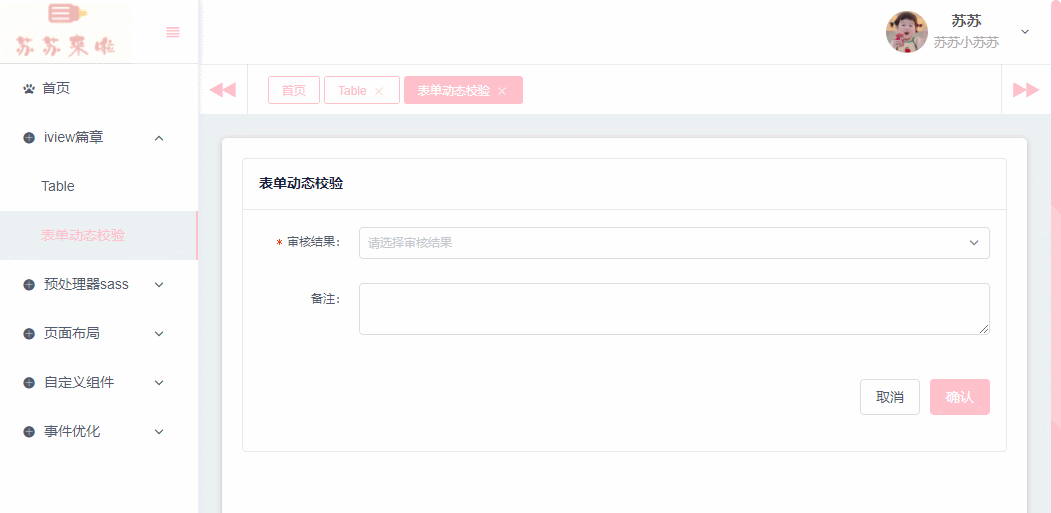 苏苏来啦
苏苏
苏苏小苏苏
首页
Table
表单动态校验
首页
iview篇章
Table
表单动态校验
预处理器sass
页面布局
自定义组件
事件优化
表单动态校验
* 审核结果:
请选择审核结果
备注:
取消
确认